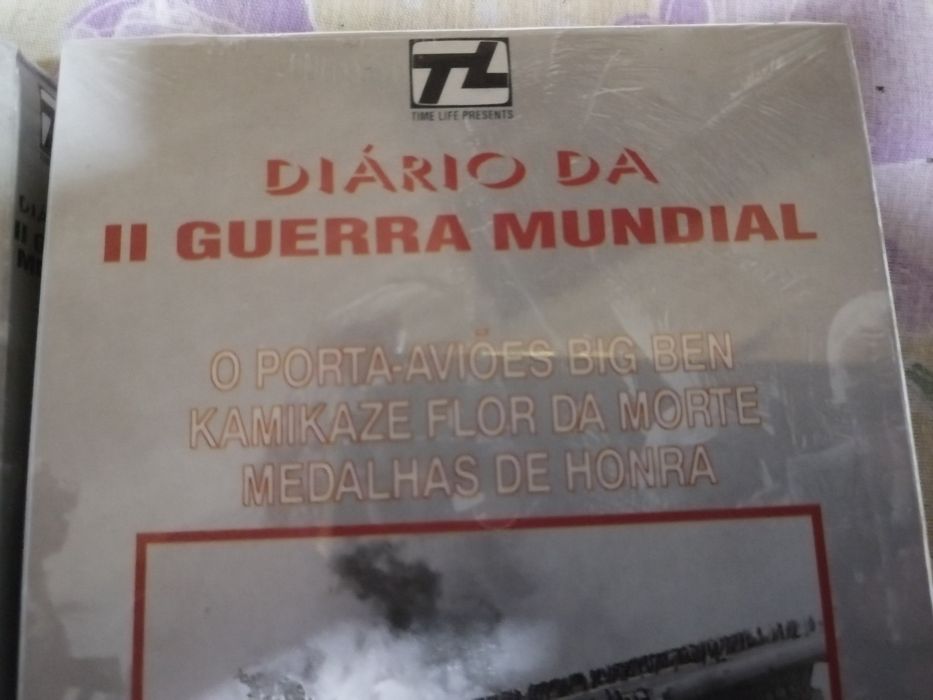 TL
TIME LIFE PRESENTS
DIÁRIO DA
II GUERRA MUNDIAL
O PORTA-AVIÕES BIG BEN
KAMIKAZE FLOR DA MORTE
MEDALHAS DE HONRA